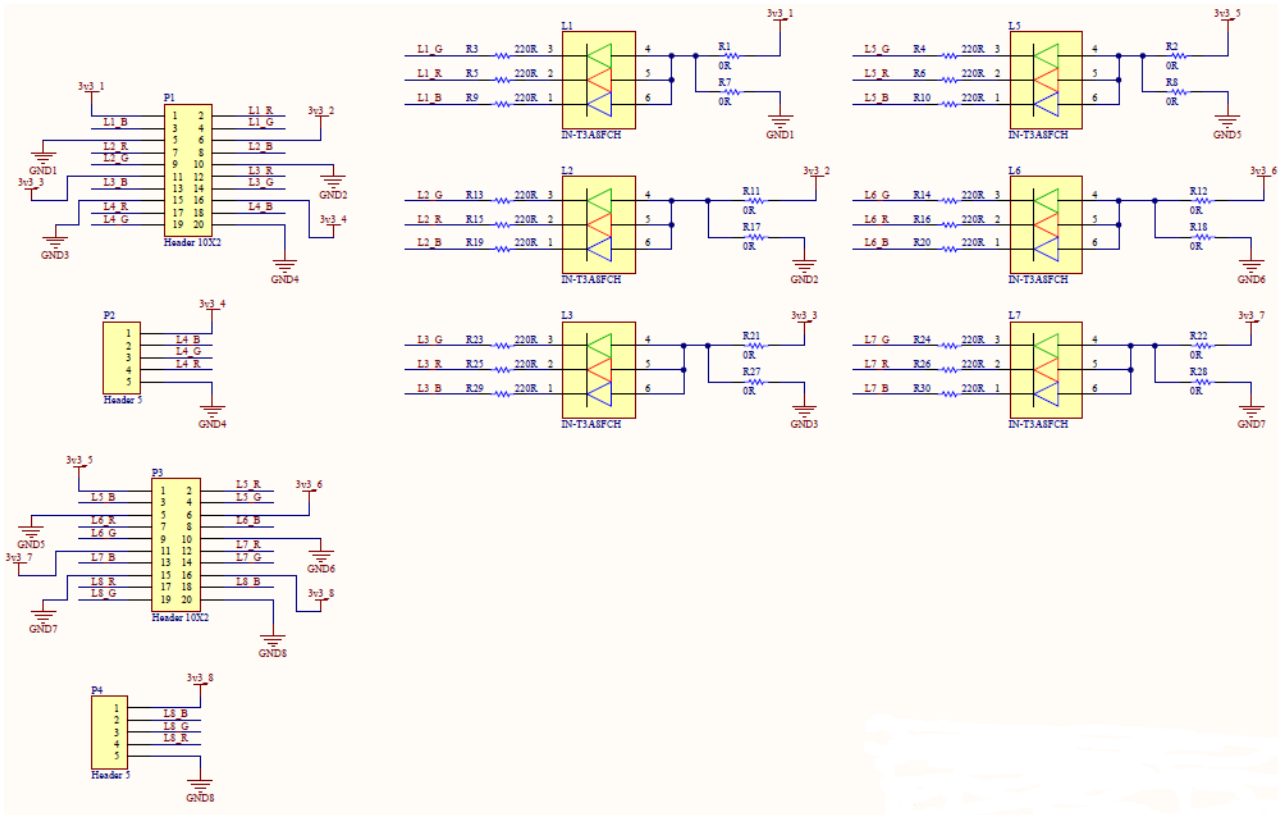 3v3_1
P1
1 2 L1_R
L1_B 3 4 L1_G
5 6 3v3_2
GND1
L2_R 7 8 L2_B
L2_G 9 10
GND2
3v3_3
11 12 L3_R
L3_B 13 14 L3_G
15 16 3v3_4
GND3
L4_R 17 18 L4_B
L4_G 19 20
GND4
Header 10X2
P2
3v3_4
1
2 L4_B
3 L4_G
4 L4_R
5
GND4
Header 5
3v3_5
P3
1 2 L5_R
L5_B 3 4 L5_G
5 6 3v3_6
GND5
L6_R 7 8 L6_B
L6_G 9 10
GND6
3v3_7
11 12 L7_R
L7_B 13 14 L7_G
15 16 3v3_8
GND7
L8_R 17 18 L8_B
L8_G 19 20
GND8
Header 10X2
P4
3v3_8
1
2 L8_B
3 L8_G
4 L8_R
5
GND8
Header 5
L1
3v3_1
L1_G R3 220R 3 4 R1 0R
L1_R R5 220R 2 5 R7 0R
L1_B R9 220R 1 6
GND1
IN-T3A8FCH
L2
3v3_2
L2_G R13 220R 3 4 R11 0R
L2_R R15 220R 2 5 R17 0R
L2_B R19 220R 1 6
GND2
IN-T3A8FCH
L3
3v3_3
L3_G R23 220R 3 4 R21 0R
L3_R R25 220R 2 5 R27 0R
L3_B R29 220R 1 6
GND3
IN-T3A8FCH
L5
3v3_5
L5_G R4 220R 3 4 R2 0R
L5_R R6 220R 2 5 R8 0R
L5_B R10 220R 1 6
GND5
IN-T3A8FCH
L6
3v3_6
L6_G R14 220R 3 4 R12 0R
L6_R R16 220R 2 5 R18 0R
L6_B R20 220R 1 6
GND6
IN-T3A8FCH
L7
3v3_7
L7_G R24 220R 3 4 R22 0R
L7_R R26 220R 2 5 R28 0R
L7_B R30 220R 1 6
GND7
IN-T3A8FCH